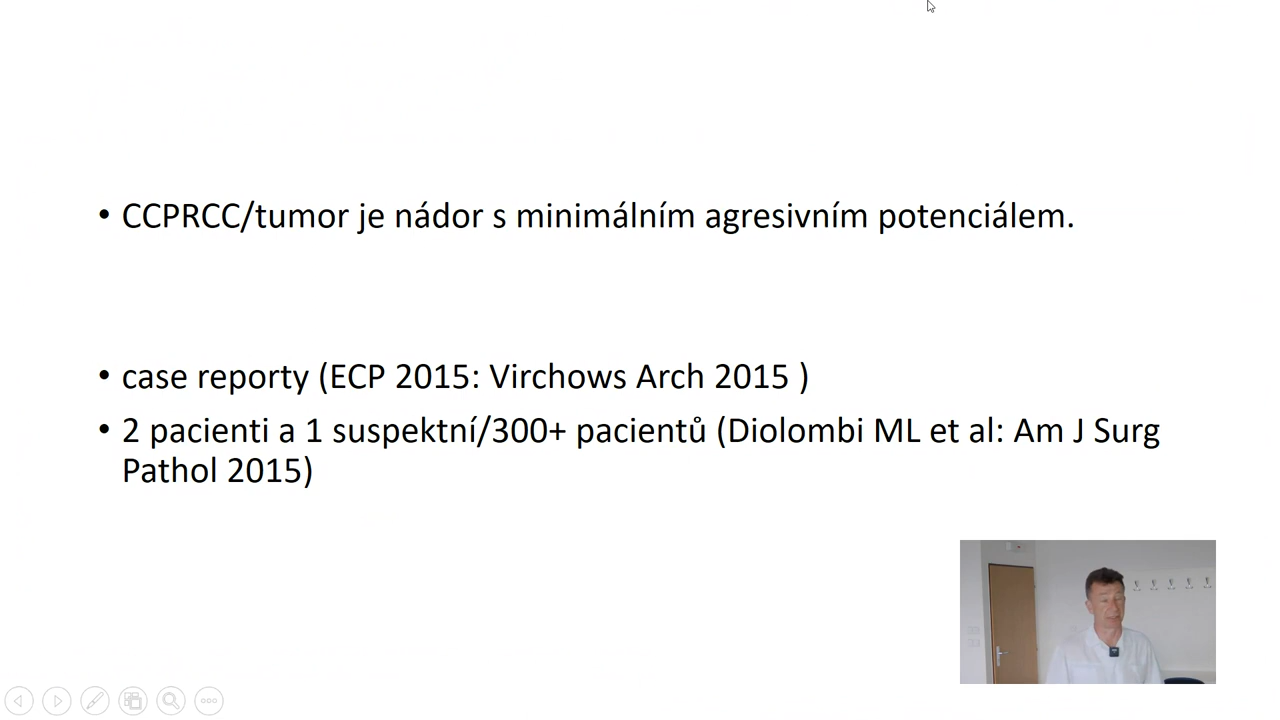 • CCPRCC/tumor je nádor s minimálním agresivním potenciálem.
• case reporty (ECP 2015: Virchows Arch 2015 )
• 2 pacienti a 1 suspektní/300+ pacientů (Diolombi ML et al: Am J Surg
Pathol 2015)